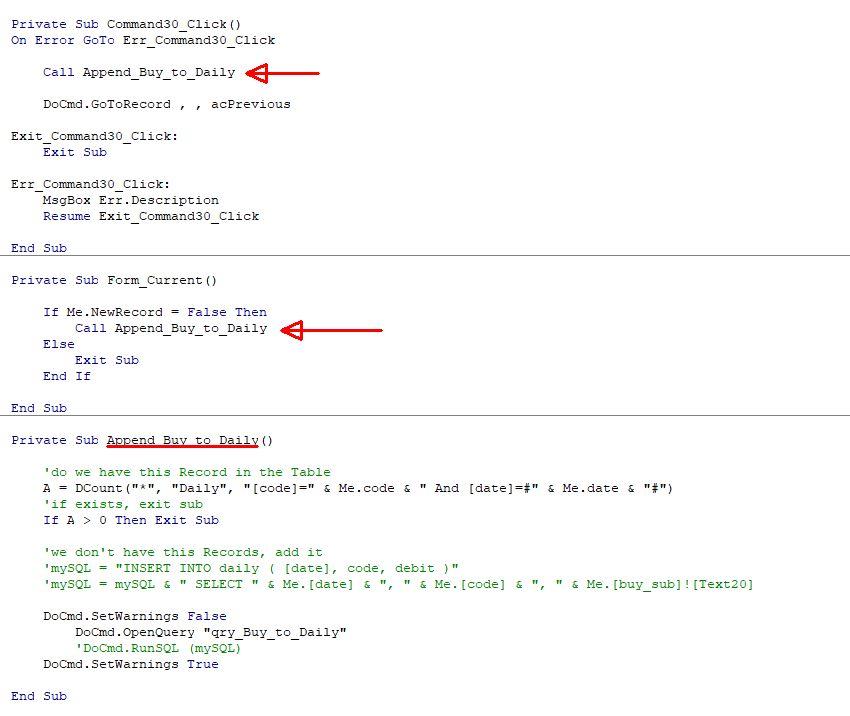 Private Sub Command30_Click()
On Error GoTo Err_Command30_Click
Call Append_Buy_to_Daily
DoCmd.GoToRecord , , acPrevious
Exit_Command30_Click:
Exit Sub
Err_Command30_Click:
MsgBox Err.Description
Resume Exit_Command30_Click
End Sub
Private Sub Form_Current()
If Me.NewRecord = False Then
Call Append_Buy_to_Daily
Else
Exit Sub
End If
End Sub
Private Sub Append_Buy_to_Daily()
'do we have this Record in the Table
A = DCount("*", "Daily", "[code]=" & Me.code & " And [date]=#" & Me.date & "#")
'if exists, exit sub
If A > 0 Then Exit Sub
'we don't have this Records, add it
'mySQL = "INSERT INTO daily ( [date], code, debit )"
'mySQL = mySQL & " SELECT " & Me.[date] & ", " & Me.[code] & ", " & Me.[buy_sub]![Text20]
DoCmd.SetWarnings False
DoCmd.OpenQuery "qry_Buy_to_Daily"
'DoCmd.RunSQL (mySQL)
DoCmd.SetWarnings True
End Sub